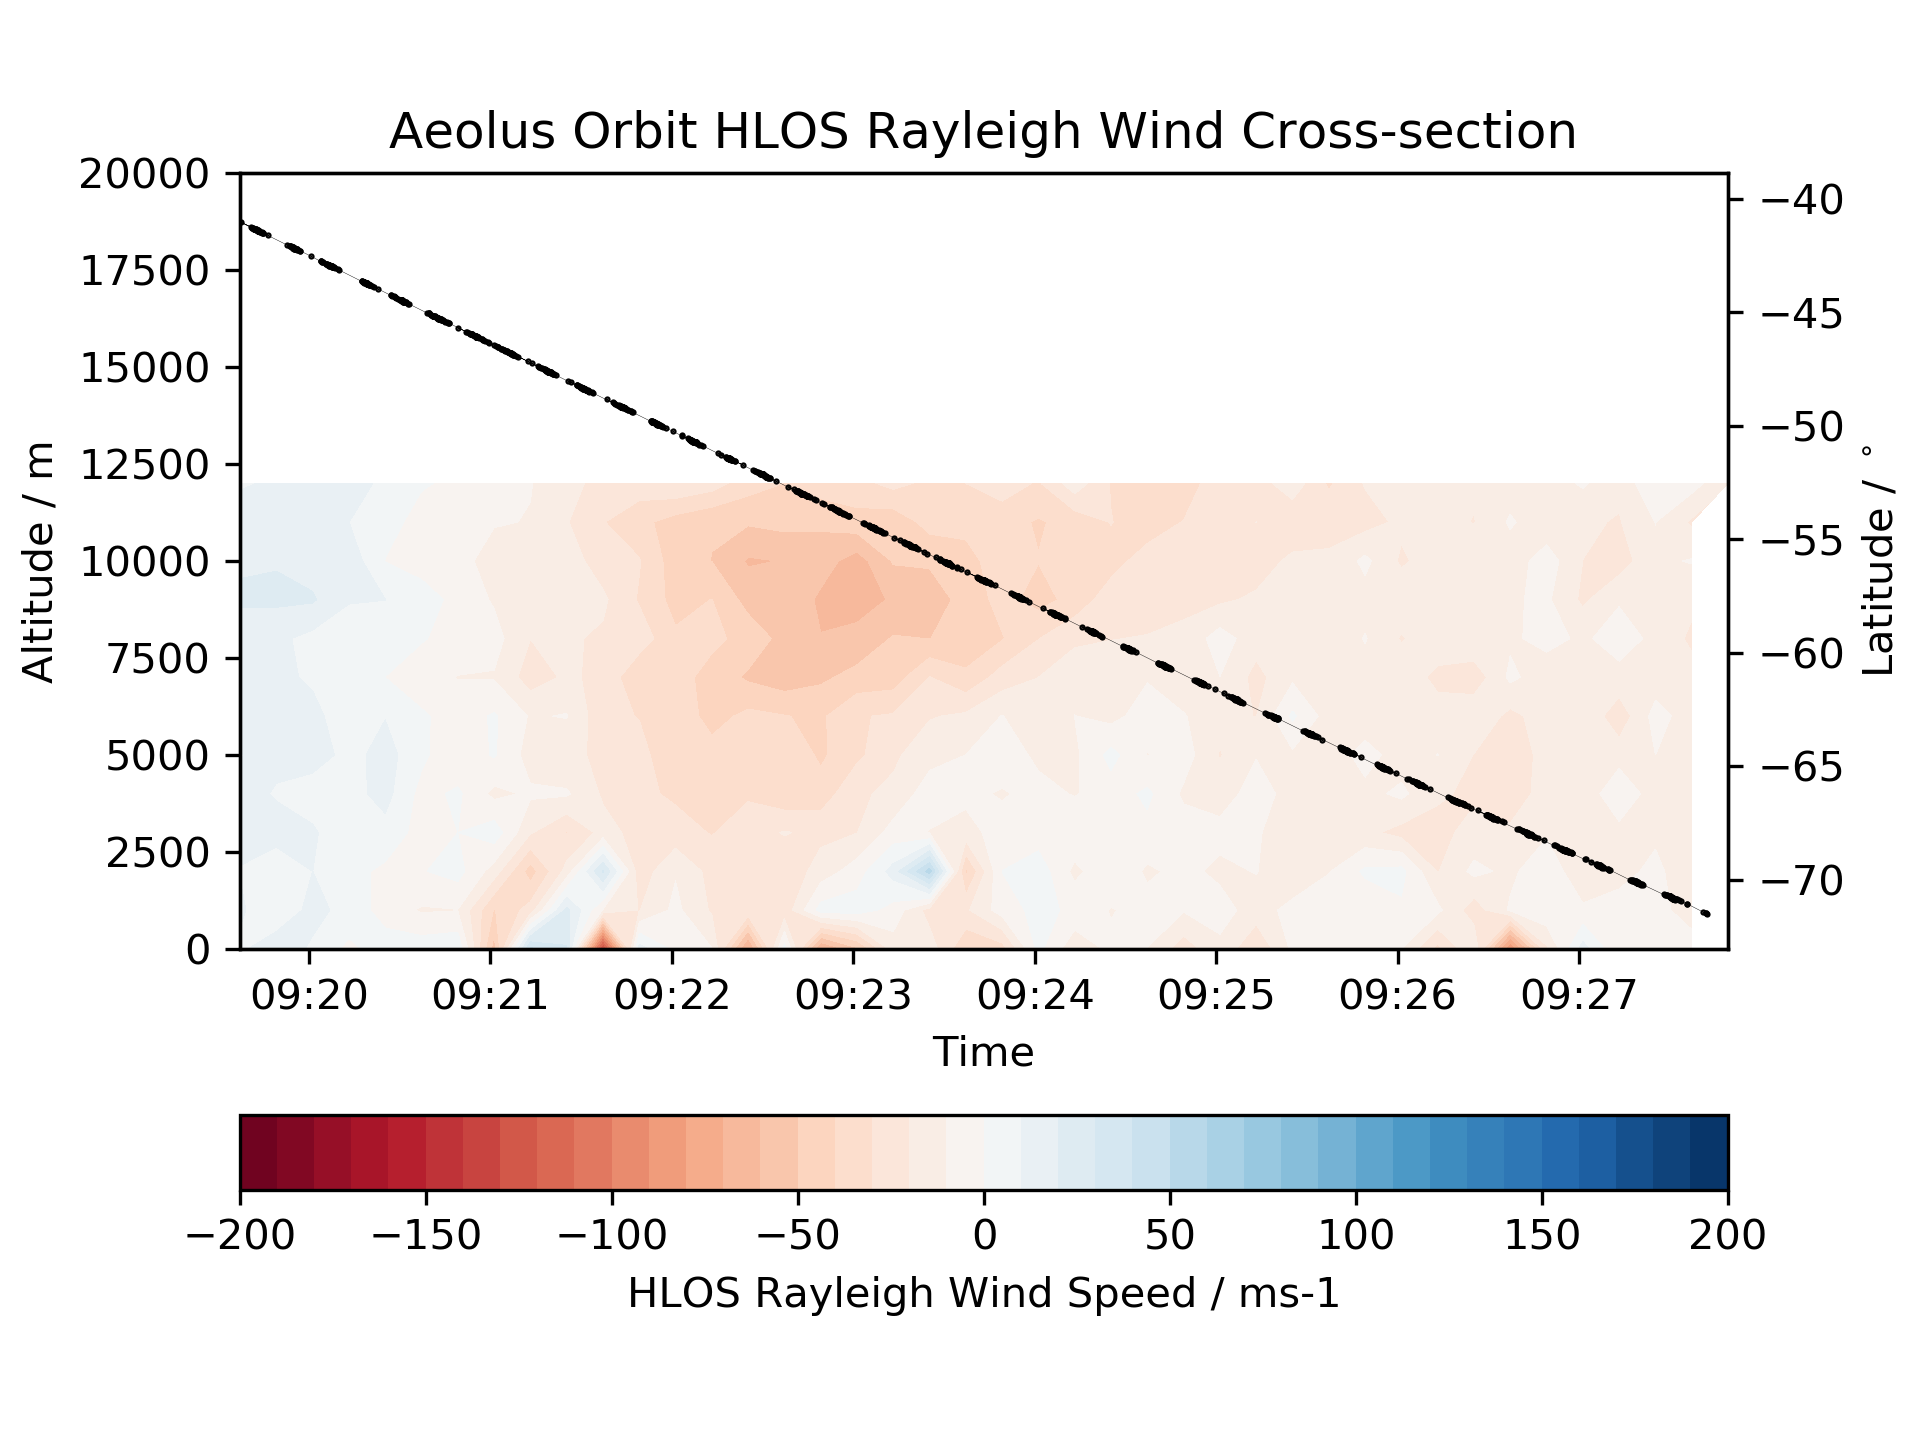 Aeolus Orbit HLOS Rayleigh Wind Cross-section
20000
17500
15000
12500
10000
7500
5000
2500
0
Altitude / m
−40
−45
−50
−55
−60
−65
−70
Latitude / °
09:20 09:21 09:22 09:23 09:24 09:25 09:26 09:27
Time
−200 −150 −100 −50 0 50 100 150 200
HLOS Rayleigh Wind Speed / ms-1